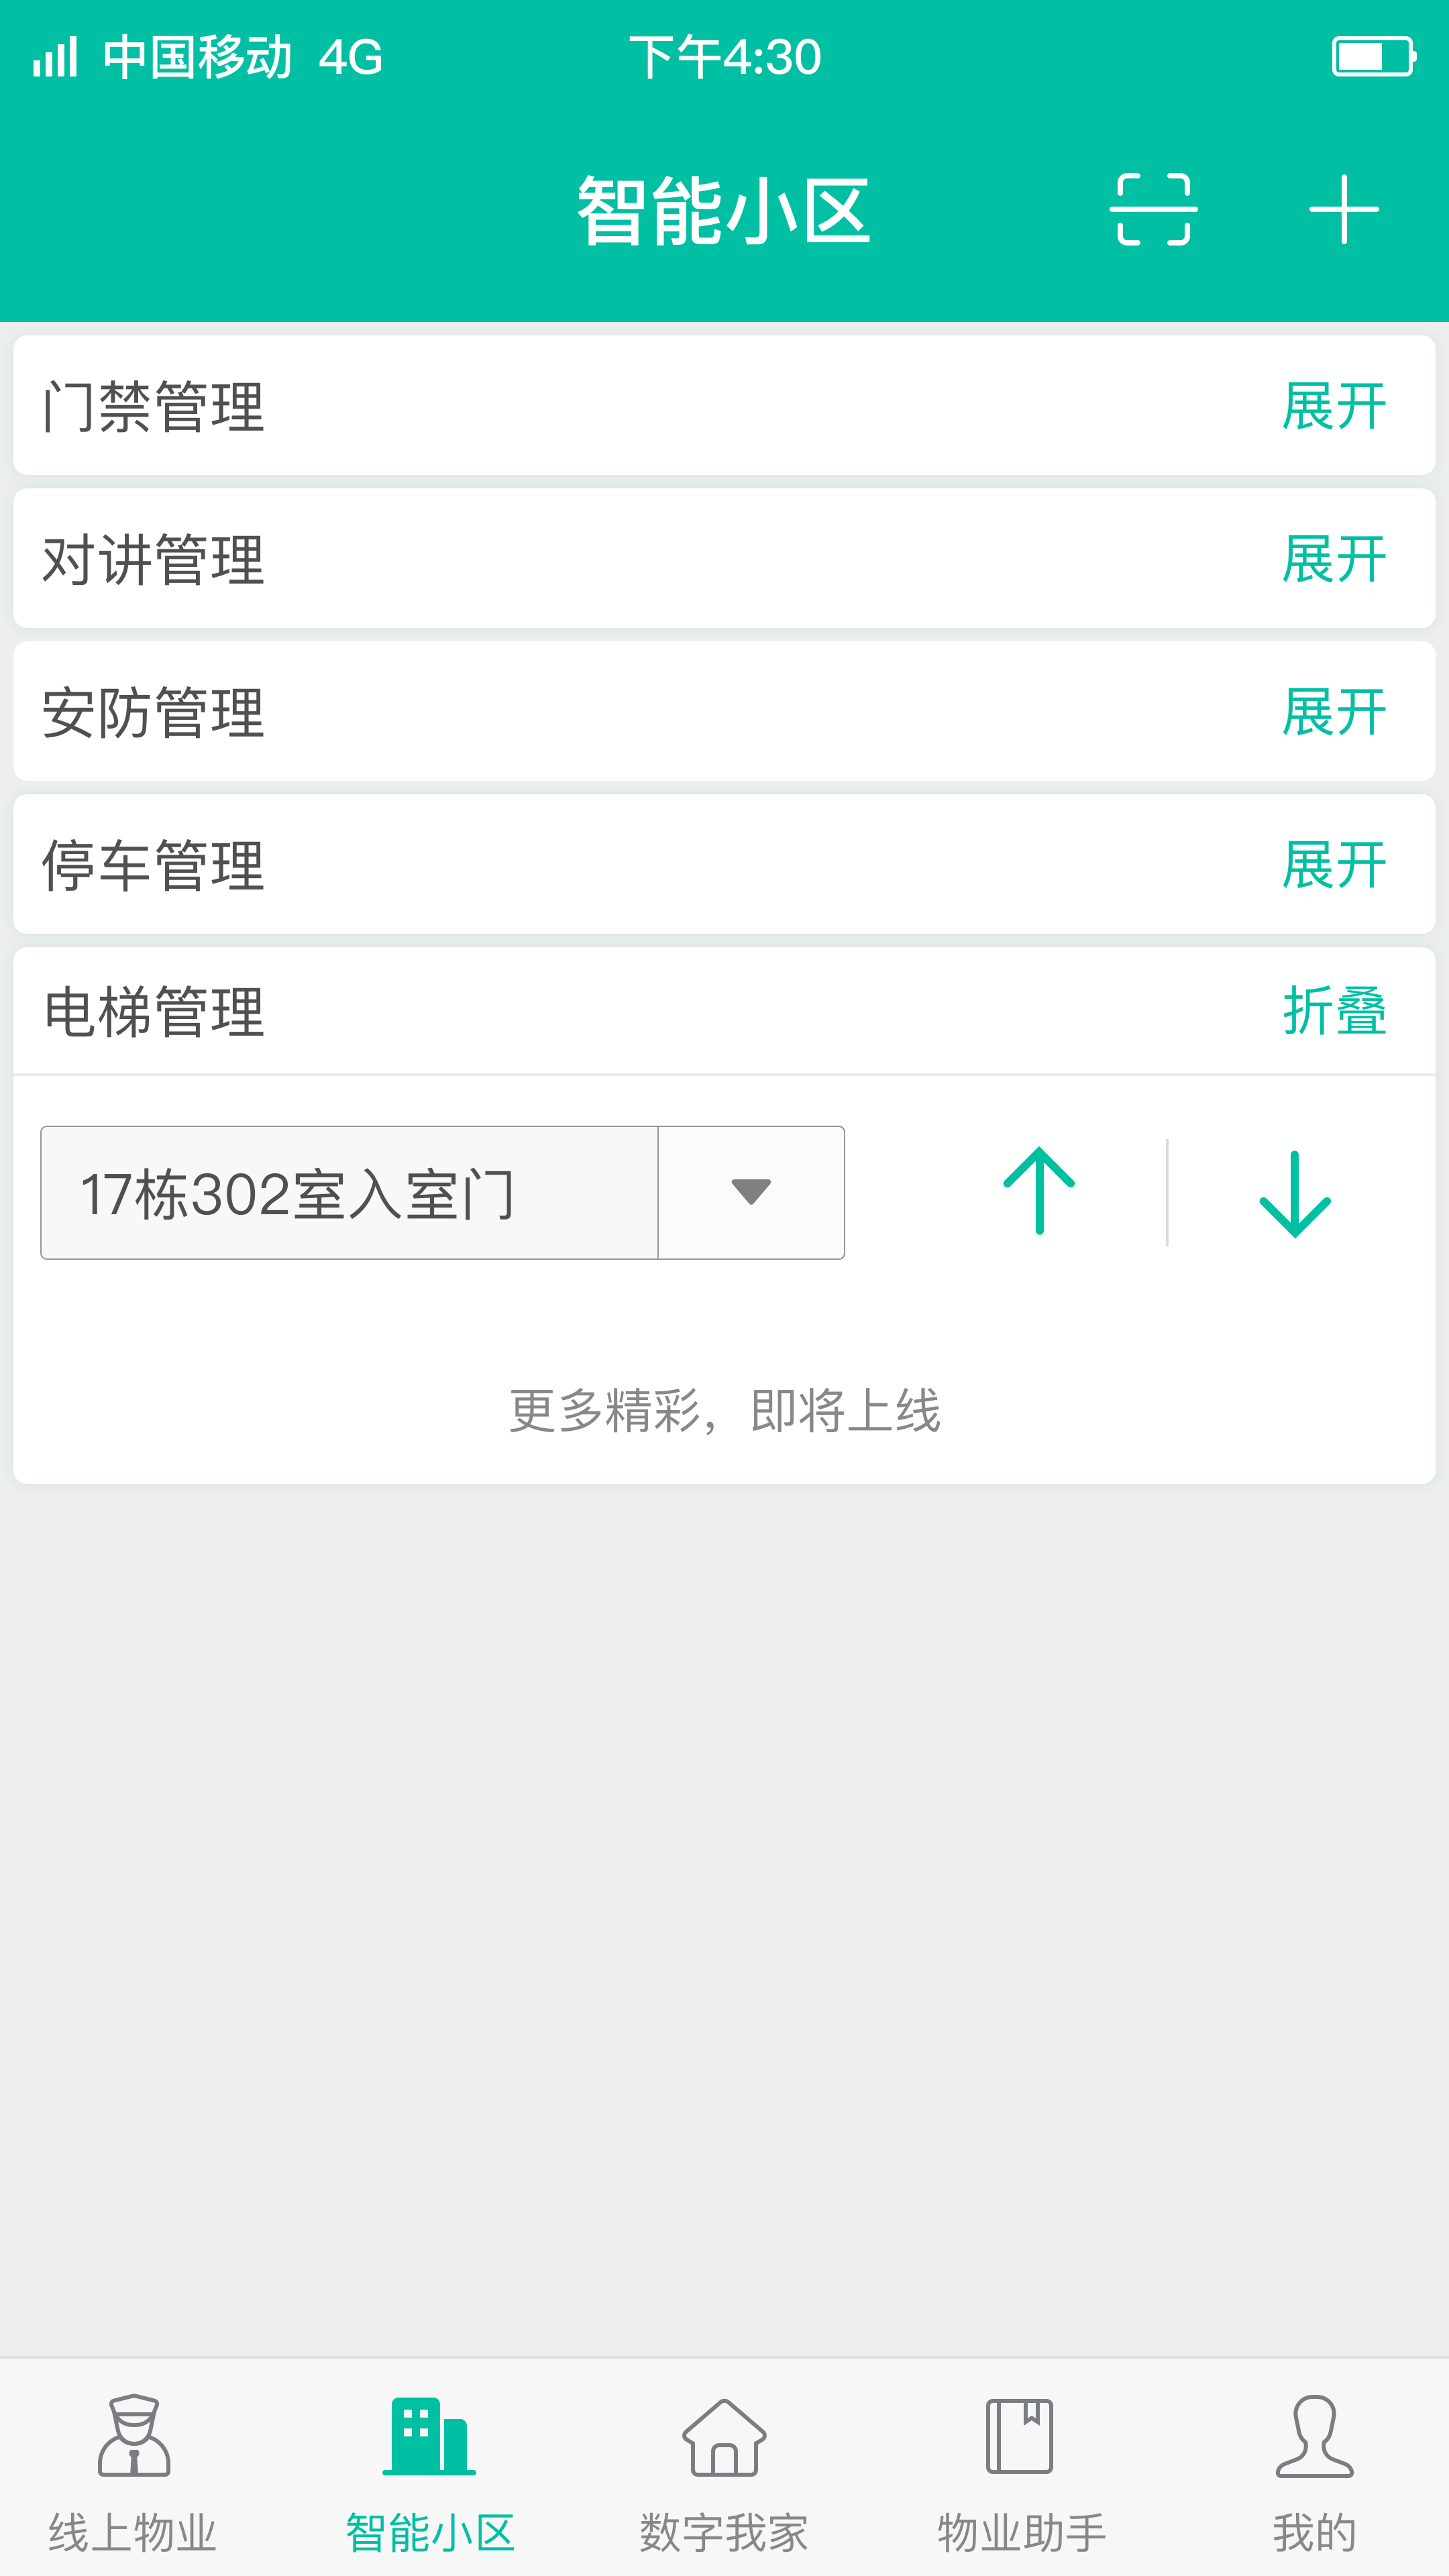 中国移动 4G 下午4:30
智能小区
门禁管理 展开
对讲管理 展开
安防管理 展开
停车管理 展开
电梯管理 折叠
17栋302室入室门
更多精彩，即将上线
线上物业 智能小区 数字我家 物业助手 我的